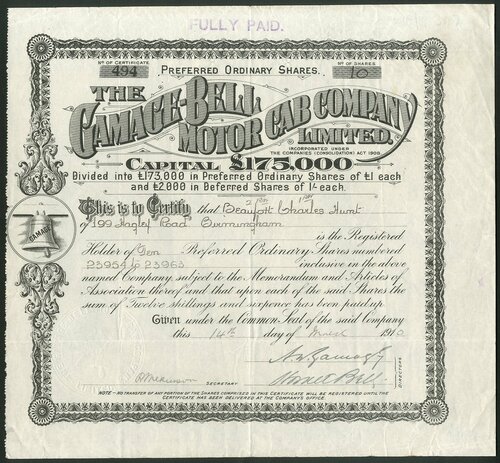 FULLY PAID.
Nº OF CERTIFICATE
494
PREFERRED ORDINARY SHARES.
Nº OF SHARES
10
THE
GAMAGE-BELL
MOTOR CAB COMPANY
LIMITED.
INCORPORATED UNDER
THE COMPANIES (CONSOLIDATION) ACT 1908.
CAPITAL £175,000
Divided into £173,000 in Preferred Ordinary Shares of £1 each
and £2,000 in Deferred Shares of 1/- each.
This is to Certify that Beaufort Charles Hunt
of 199 Hagley Road Birmingham
is the Registered
Holder of Ten Preferred Ordinary Shares numbered
23954 to 23963 inclusive in the above
named Company subject to the Memorandum and Articles of
Association thereof and that upon each of the said Shares the
sum of Twelve shillings and sixpence has been paid up.
Given under the Common Seal of the said Company
this 14th day of 1910
GAMAGE
A W Gamage
SECRETARY.
DIRECTORS
NOTE - NO TRANSFER OF ANY PORTION OF THE SHARES COMPRISED IN THIS CERTIFICATE WILL BE REGISTERED UNTIL THE
CERTIFICATE HAS BEEN DELIVERED AT THE COMPANY'S OFFICE.